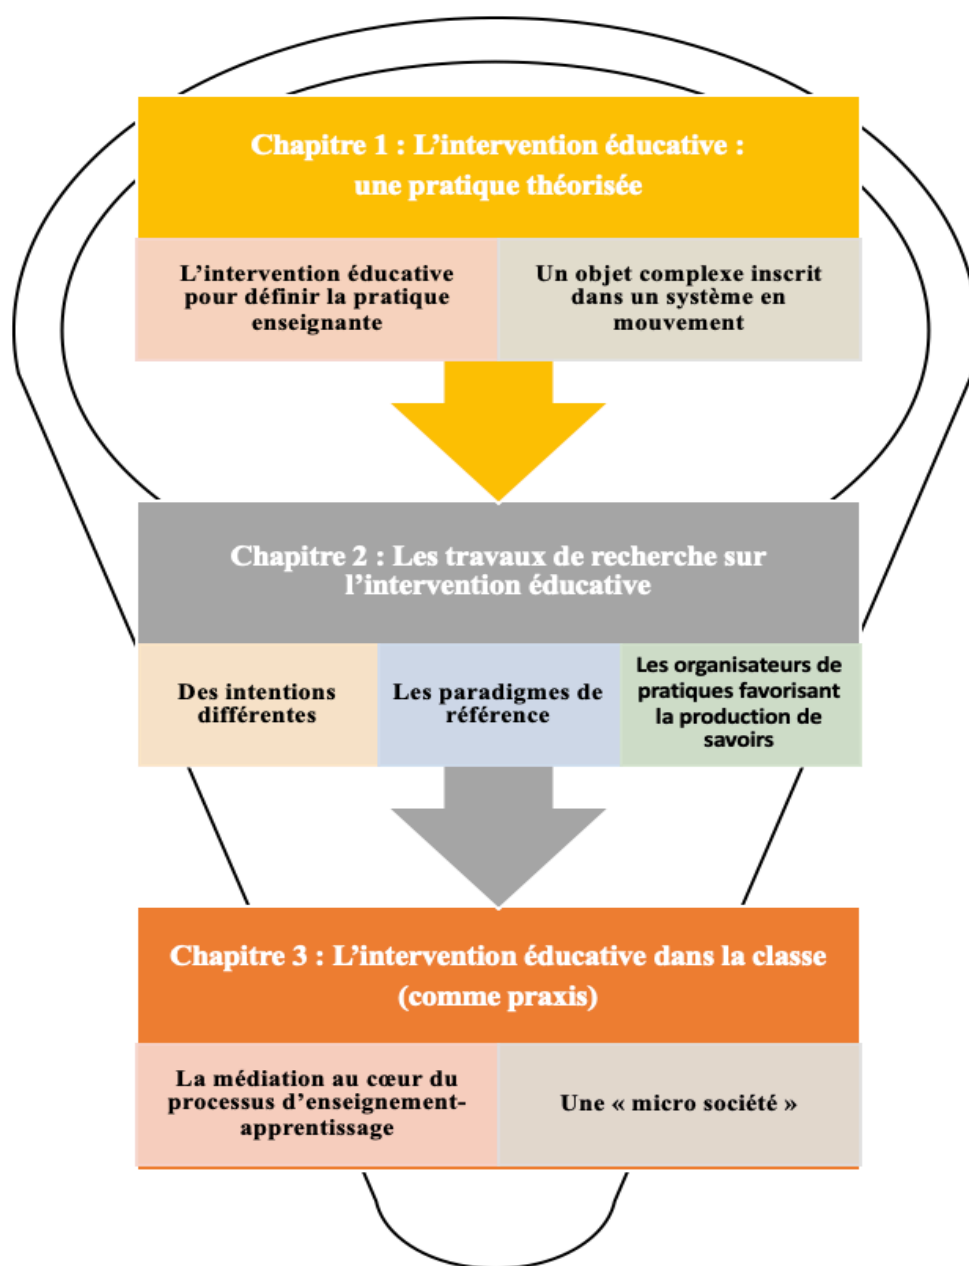 Chapitre 1 : L’intervention éducative :
une pratique théorisée
L’intervention éducative
pour définir la pratique
enseignante
Un objet complexe inscrit
dans un système en
mouvement
Chapitre 2 : Les travaux de recherche sur
l’intervention éducative
Des intentions
différentes
Les paradigmes de
référence
Les organisateurs de
pratiques favorisant
la production de
savoirs
Chapitre 3 : L’intervention éducative dans la classe
(comme praxis)
La médiation au cœur du
processus d’enseignement-
apprentissage
Une « micro société »